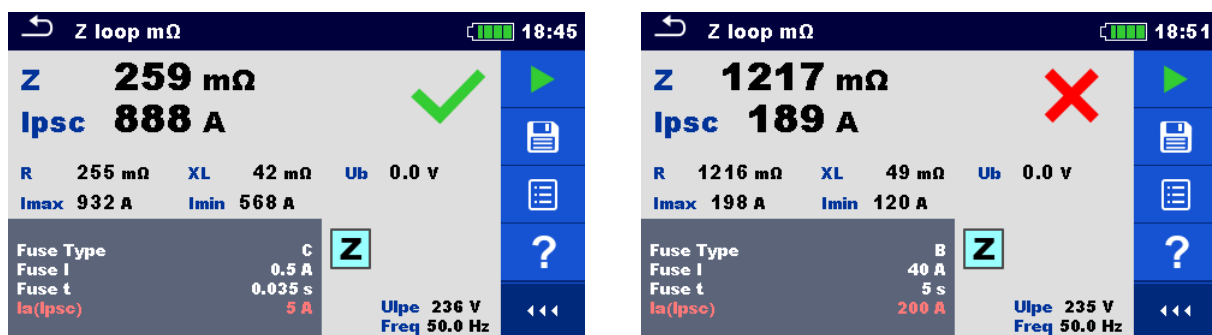 Z loop mΩ 18:45
Z 259 mΩ
Ipsc 888 A
R 255 mΩ XL 42 mΩ Ub 0.0 V
Imax 932 A Imin 568 A
Fuse Type C
Fuse I 0.5 A
Fuse t 0.035 s
Ia(Ipsc) 5 A
Z
Ulpe 236 V
Freq 50.0 Hz
?
Z loop mΩ 18:51
Z 1217 mΩ
Ipsc 189 A
R 1216 mΩ XL 49 mΩ Ub 0.0 V
Imax 198 A Imin 120 A
Fuse Type B
Fuse I 40 A
Fuse t 5 s
Ia(Ipsc) 200 A
Z
Ulpe 235 V
Freq 50.0 Hz
?